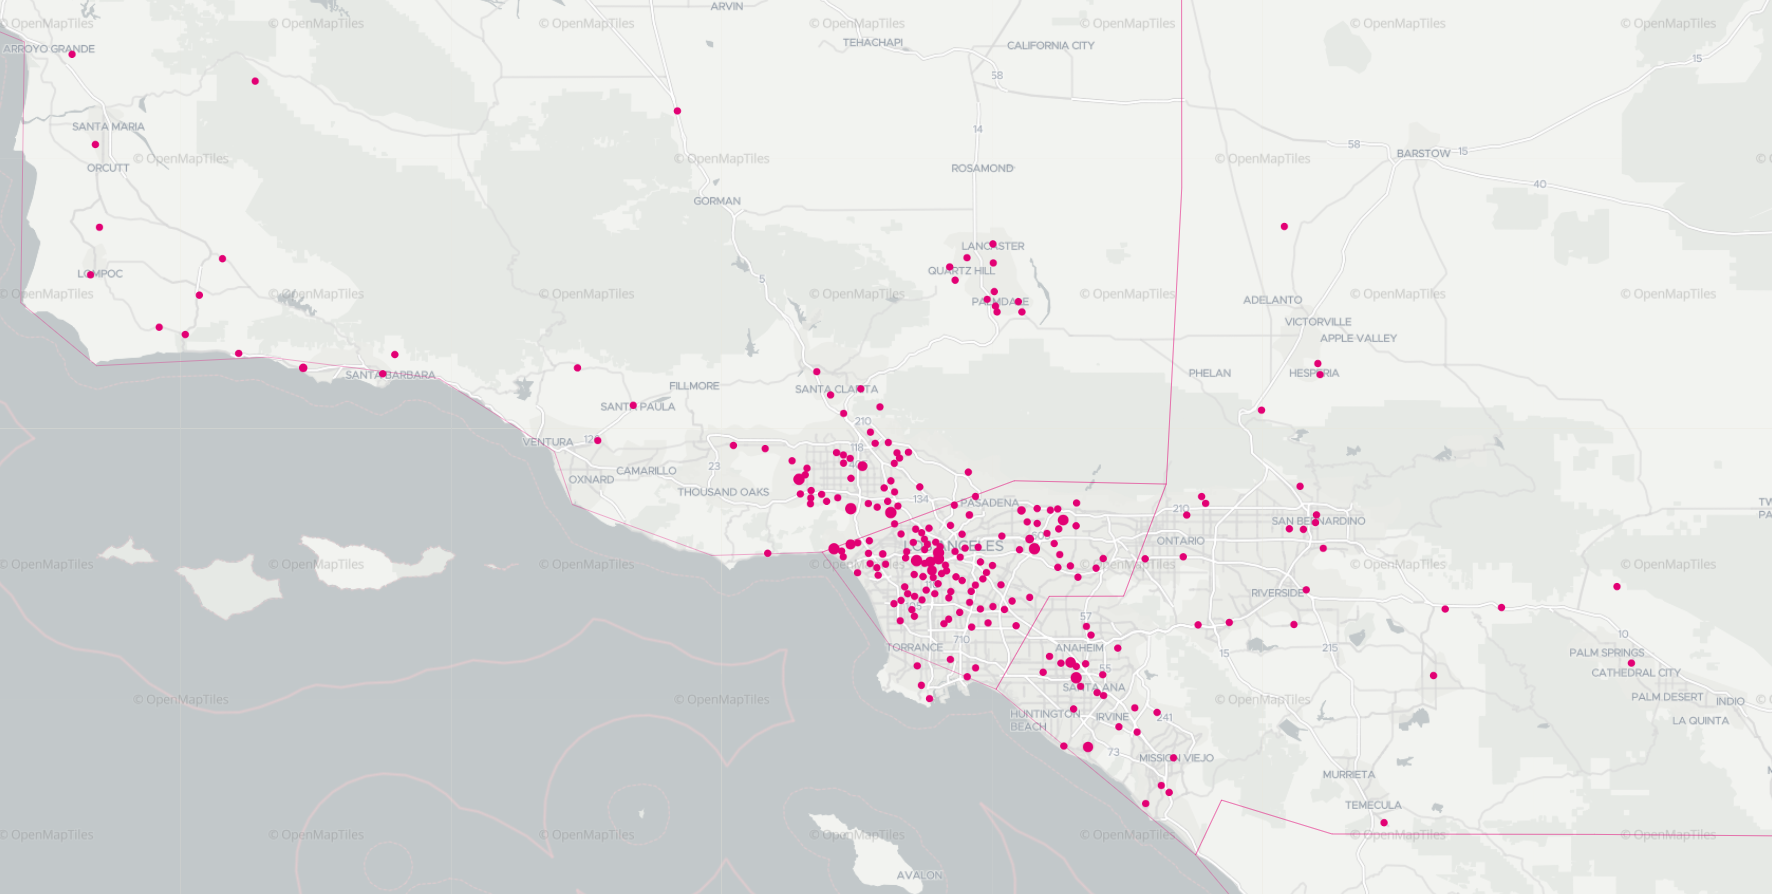 ARVIN
© OpenMapTiles
© OpenMapTiles
© OpenMapTiles
© OpenMapTiles
© OpenMapTiles
© OpenMapTiles
© OpenMapTiles
ARROYO GRANDE
TEHACHAPI
CALIFORNIA CITY
15
58
SANTA MARIA
14
58
BARSTOW
15
© OpenMapTiles
© OpenMapTiles
© OpenMapTiles
ORCUTT
ROSAMOND
40
GORMAN
LANCASTER
QUARTZ HILL
LOMPOC
5
© OpenMapTiles
© OpenMapTiles
© OpenMapTiles
© OpenMapTiles
© OpenMapTiles
© OpenMapTiles
© OpenMapTiles
PALMDALE
ADELANTO
VICTORVILLE
APPLE VALLEY
SANTA BARBARA
FILLMORE
SANTA CLARITA
PHELAN
HESPERIA
SANTA PAULA
210
VENTURA
126
118
CAMARILLO
23
OXNARD
THOUSAND OAKS
134
PASADENA
210
SAN BERNARDINO
LOS ANGELES
ONTARIO
© OpenMapTiles
© OpenMapTiles
© OpenMapTiles
© OpenMapTiles
© OpenMapTiles
© OpenMapTiles
© OpenMapTiles
RIVERSIDE
57
10
710
TORRANCE
ANAHEIM
15
215
PALM SPRINGS
55
CATHEDRAL CITY
SANTA ANA
© OpenMapTiles
© OpenMapTiles
© OpenMapTiles
PALM DESERT
INDIO
HUNTINGTON
BEACH
IRVINE
241
LA QUINTA
73
MISSION VIEJO
MURRIETA
TEMECULA
© OpenMapTiles
© OpenMapTiles
© OpenMapTiles
© OpenMapTiles
© OpenMapTiles
© OpenMapTiles
© OpenMapTiles
AVALON